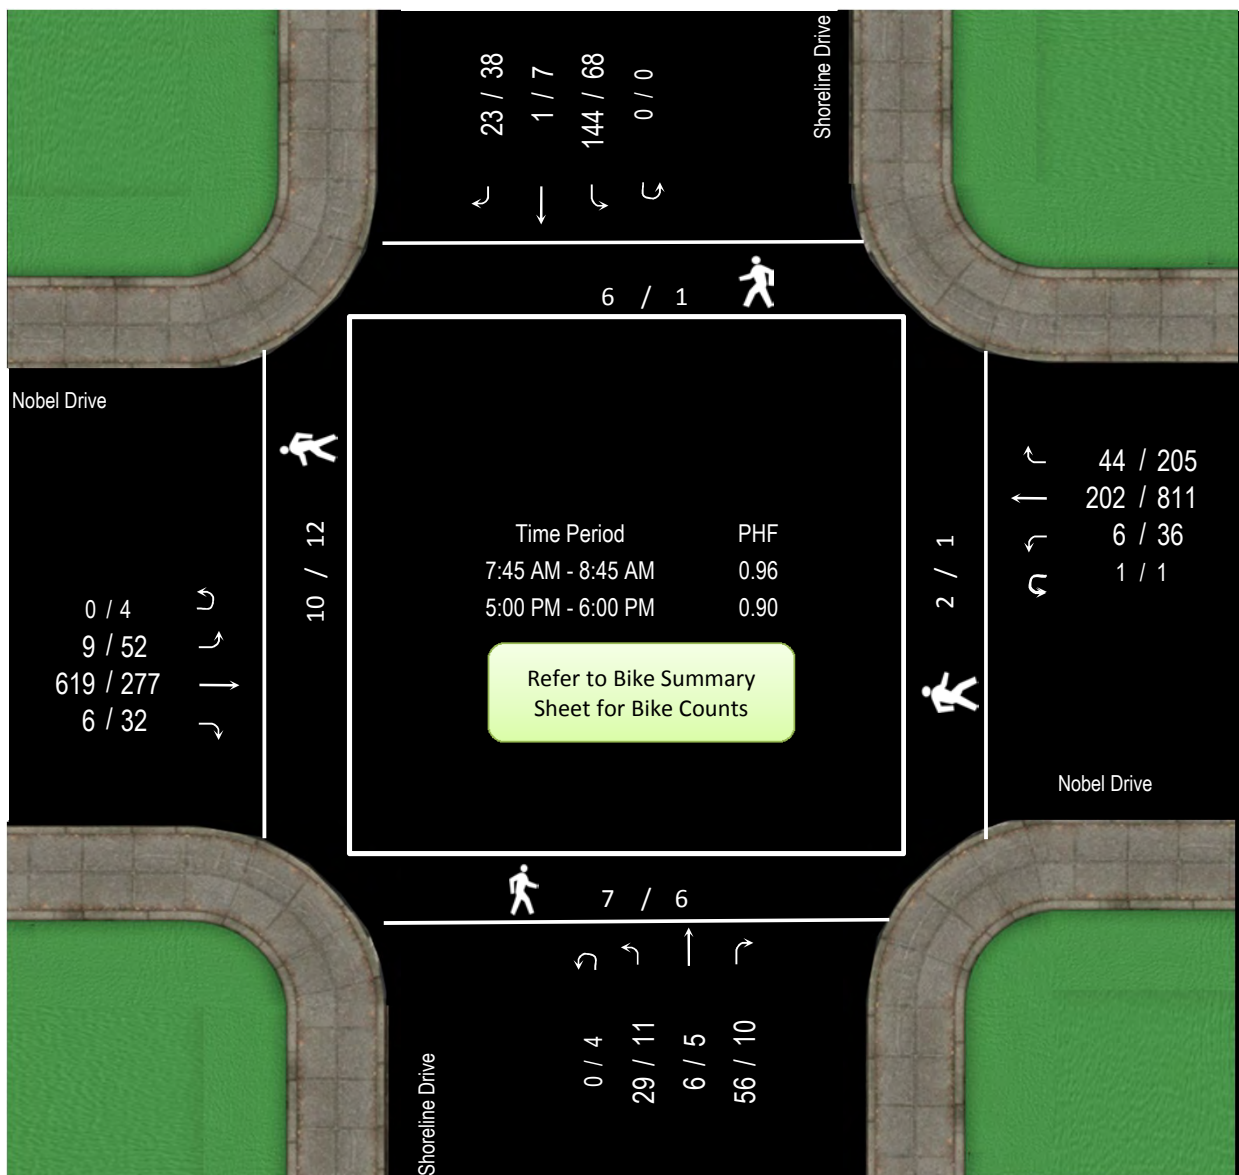 Shoreline Drive
23 / 38
1 / 7
144 / 68
0 / 0
6 / 1
Nobel Drive
10 / 12
0 / 4
9 / 52
619 / 277
6 / 32
Time Period PHF
7:45 AM - 8:45 AM 0.96
5:00 PM - 6:00 PM 0.90
Refer to Bike Summary
Sheet for Bike Counts
2 / 1
44 / 205
202 / 811
6 / 36
1 / 1
Nobel Drive
7 / 6
Shoreline Drive
0 / 4
29 / 11
6 / 5
56 / 10